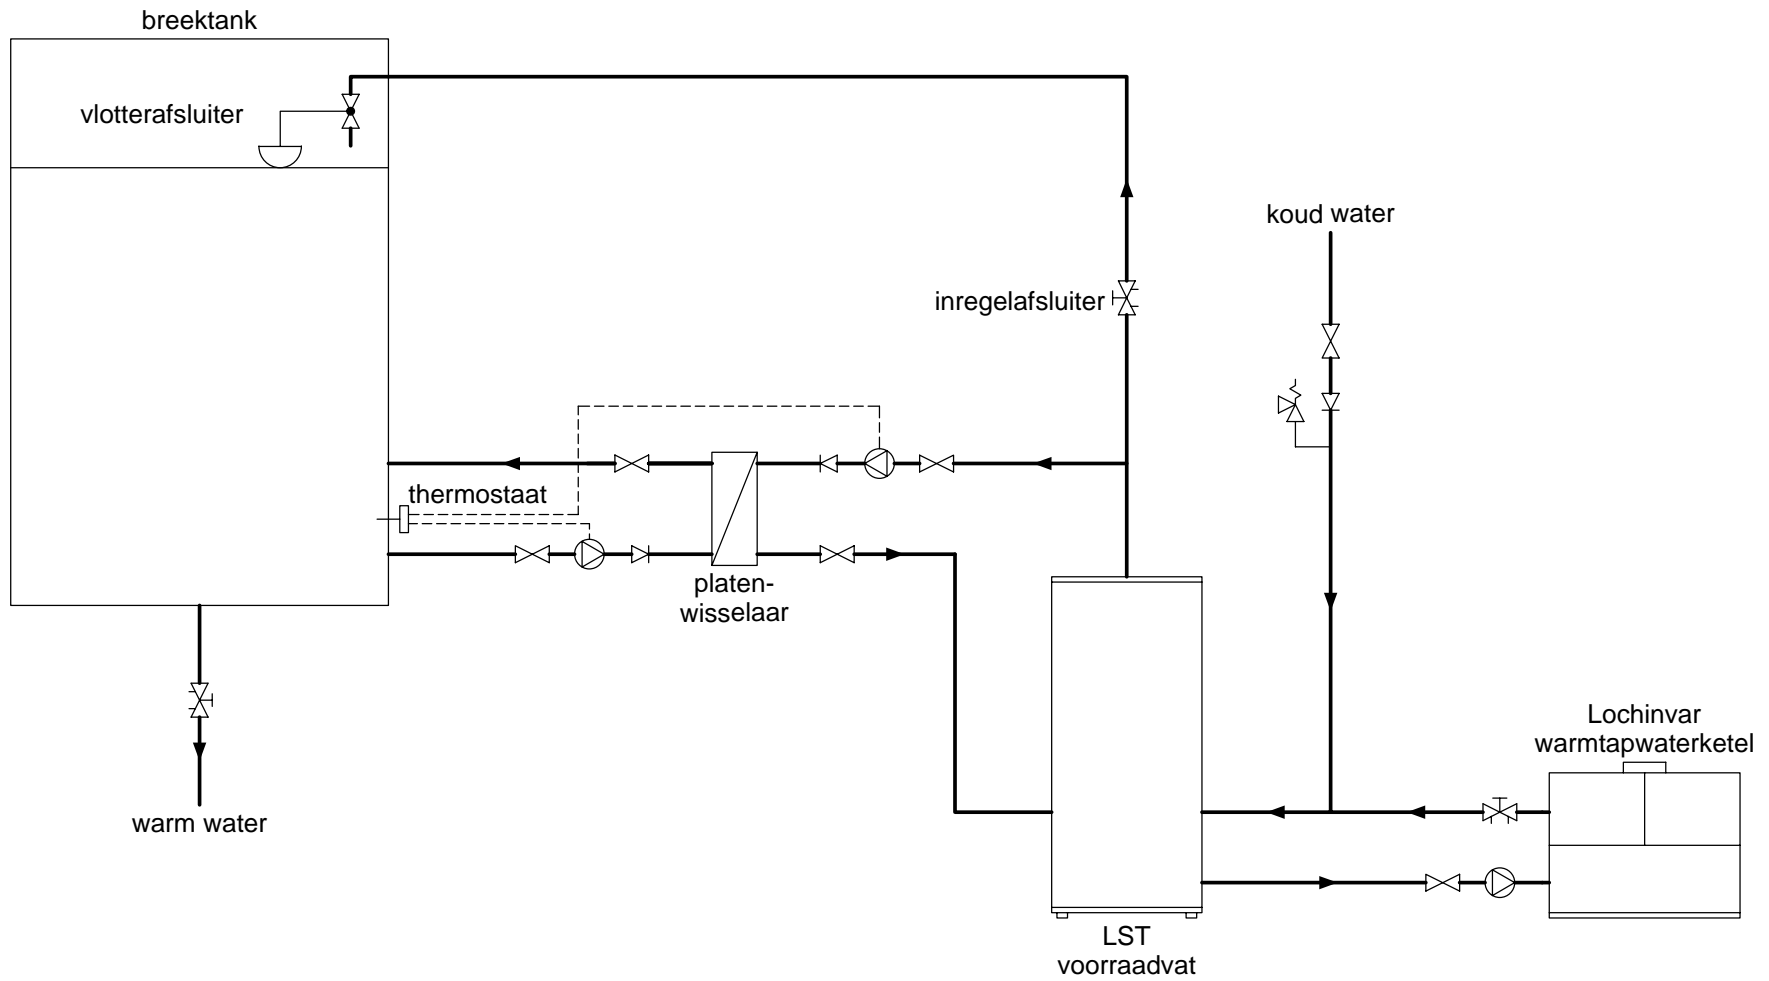 breektank
vlotterafsluiter
koud water
inregelafsluiter
thermostaat
platen-
wisselaar
Lochinvar
warmtapwaterketel
warm water
LST
voorraadvat